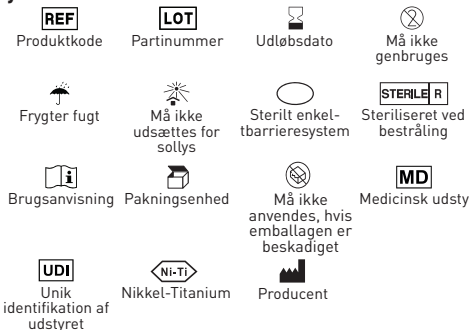 REF
LOT
Produktkode
Partinummer
Udløbsdato
Må ikke
genbruges
2
STERILE R
Frygter fugt
Må ikke
udsættes for
sollys
Sterilt enkel-
tbarrieresystem
Steriliseret ved
bestråling
i
MD
Brugsanvisning
Pakningsenhed
Må ikke
anvendes, hvis
emballagen er
beskadiget
Medicinsk udsty
UDI
Ni-Ti
Unik
identifikation af
udstyret
Nikkel-Titanium
Producent